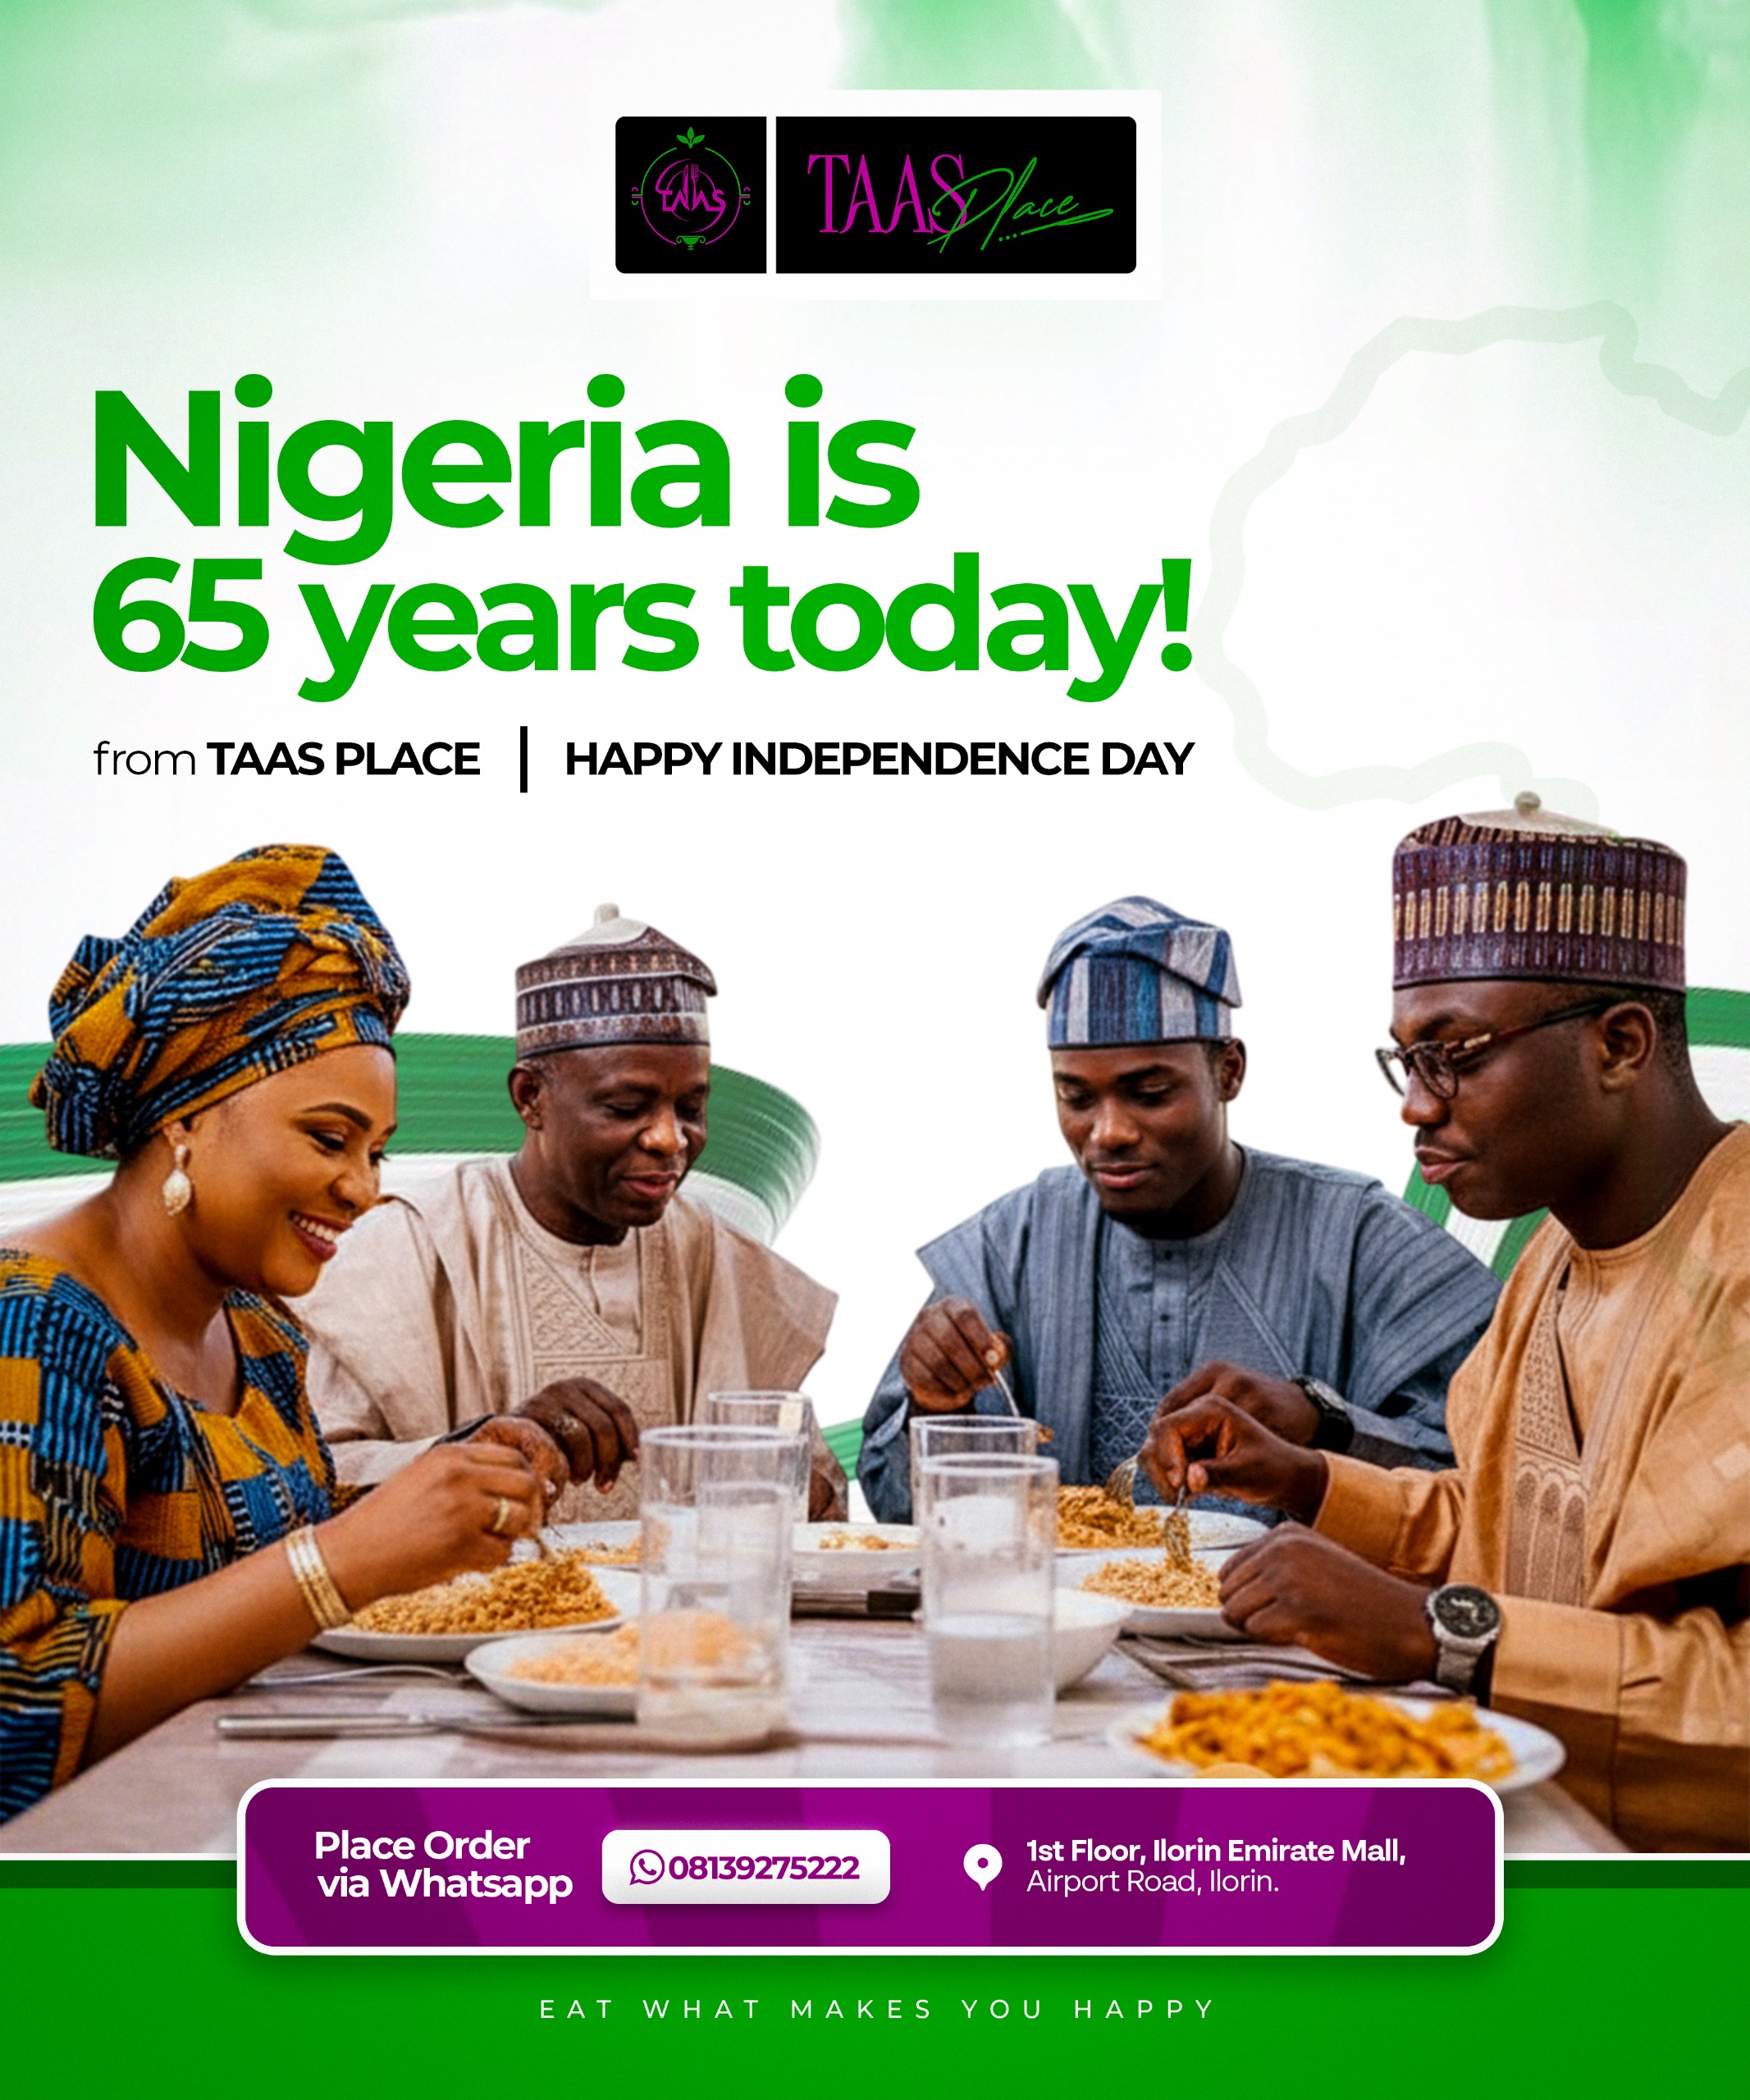 TAAS
TAAS Place
Nigeria is
65 years today!
from TAAS PLACE | HAPPY INDEPENDENCE DAY
Place Order
via Whatsapp
08139275222
1st Floor, Ilorin Emirate Mall,
Airport Road, Ilorin.
EAT WHAT MAKES YOU HAPPY